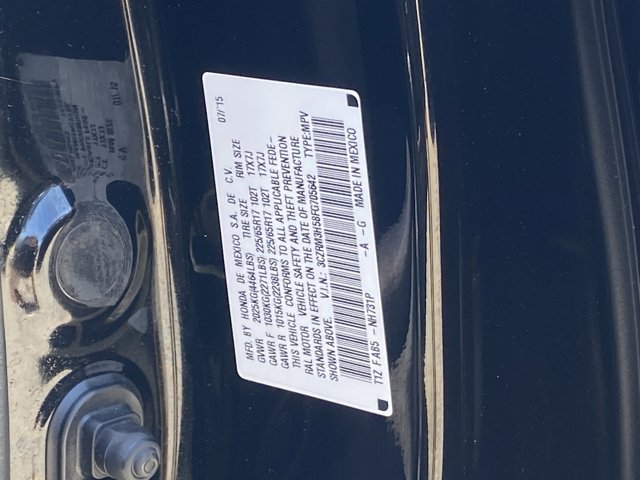 MFD. BY HONDA DE MEXICO S.A. DE C.V. 07/15
TIRE SIZE RIM SIZE
GVWR 2025KG(4464LBS)
GAWR F 1030KG(2271LBS) 225/65R17 102T 17X7J
GAWR R 1015KG(2238LBS) 225/65R17 102T 17X7J
THIS VEHICLE CONFORMS TO ALL APPLICABLE FEDE-
RAL MOTOR VEHICLE SAFETY AND THEFT PREVENTION
STANDARDS IN EFFECT ON THE DATE OF MANUFACTURE
SHOWN ABOVE. V.I.N.: 3CZRM3H58FG705642 TYPE:MPV
T1Z F AB5 -NH731P -A -G MADE IN MEXICO